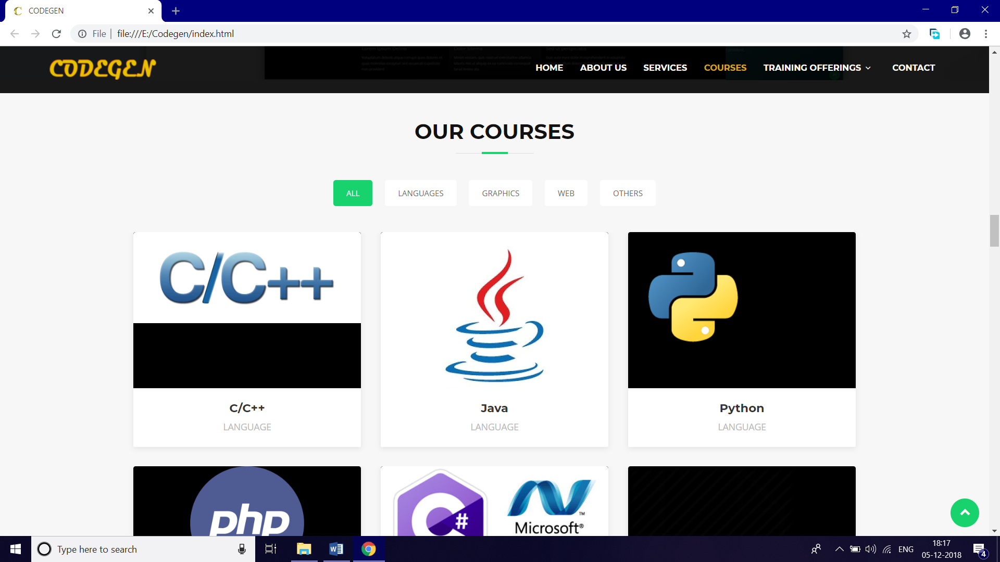 CODEGEN
File
file:///E:/Codegen/index.html
CODEGEN
HOME ABOUT US SERVICES COURSES TRAINING OFFERINGS CONTACT
OUR COURSES
ALL LANGUAGES GRAPHICS WEB OTHERS
C/C++
C/C++
LANGUAGE
Java
LANGUAGE
Python
LANGUAGE
php
C#
Microsoft®
Type here to search
ENG
18:17
05-12-2018
4